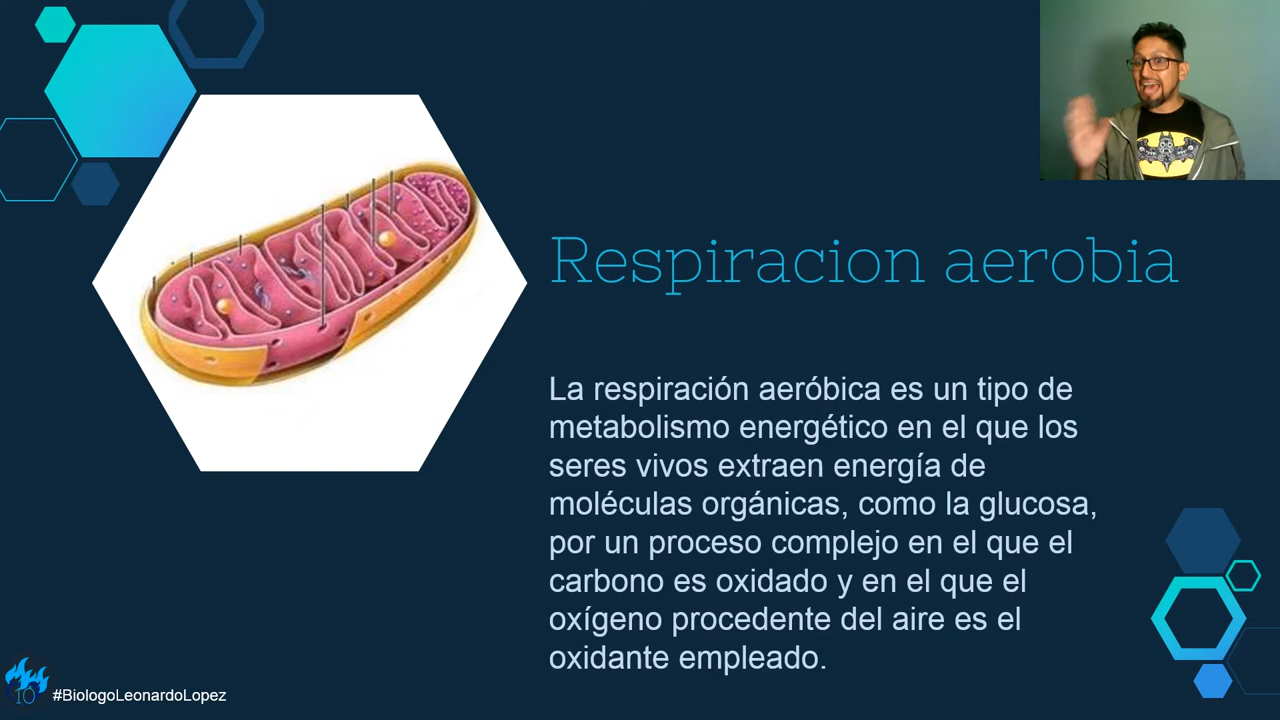 Respiracion aerobia
La respiración aeróbica es un tipo de
metabolismo energético en el que los
seres vivos extraen energía de
moléculas orgánicas, como la glucosa,
por un proceso complejo en el que el
carbono es oxidado y en el que el
oxígeno procedente del aire es el
oxidante empleado.
10
#BiologoLeonardoLopez